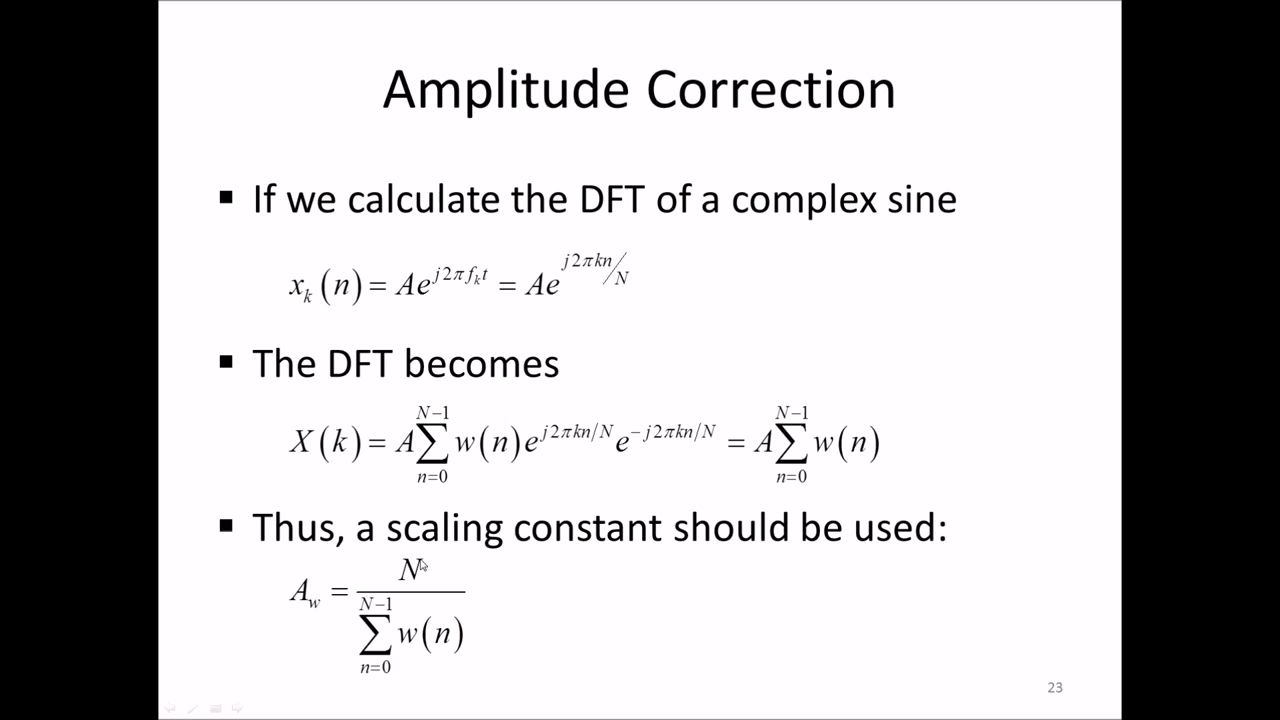 Amplitude Correction
▪ If we calculate the DFT of a complex sine
x_k(n) = Ae^{j2πf_k t} = Ae^{j2πkn/N}
▪ The DFT becomes
X(k) = A∑_{n=0}^{N−1} w(n)e^{j2πkn/N}e^{−j2πkn/N} = A∑_{n=0}^{N−1} w(n)
▪ Thus, a scaling constant should be used:
A_w = N / ∑_{n=0}^{N−1} w(n)
23